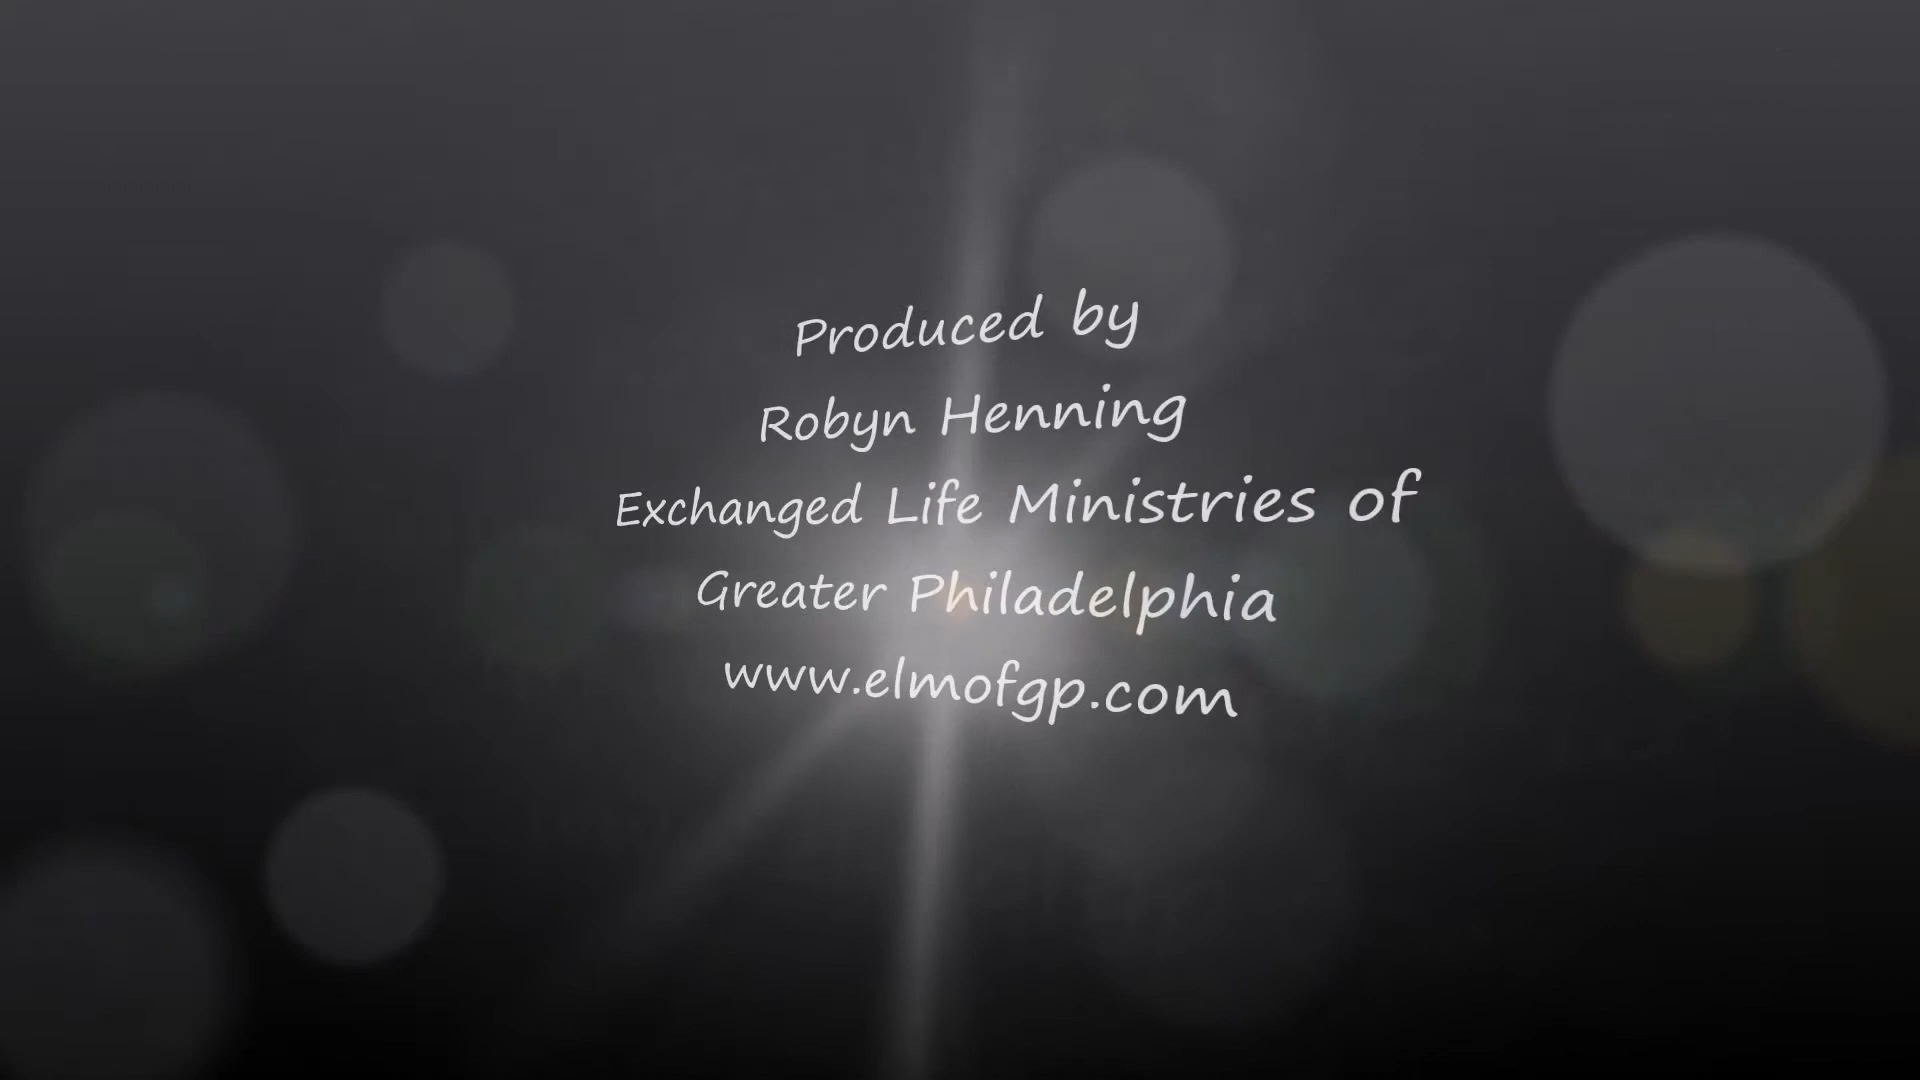 Produced by
Robyn Henning
Exchanged Life Ministries of
Greater Philadelphia
www.elmofgp.com